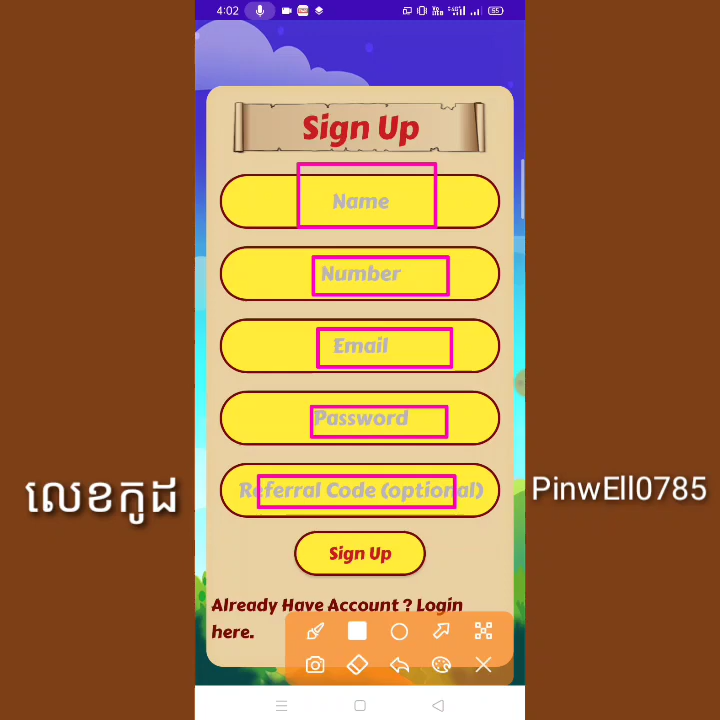 4:02
55
Sign Up
Name
Number
Email
Password
លេខកូដ
Referral Code (optional)
PinwEll0785
Sign Up
Already Have Account ? Login
here.